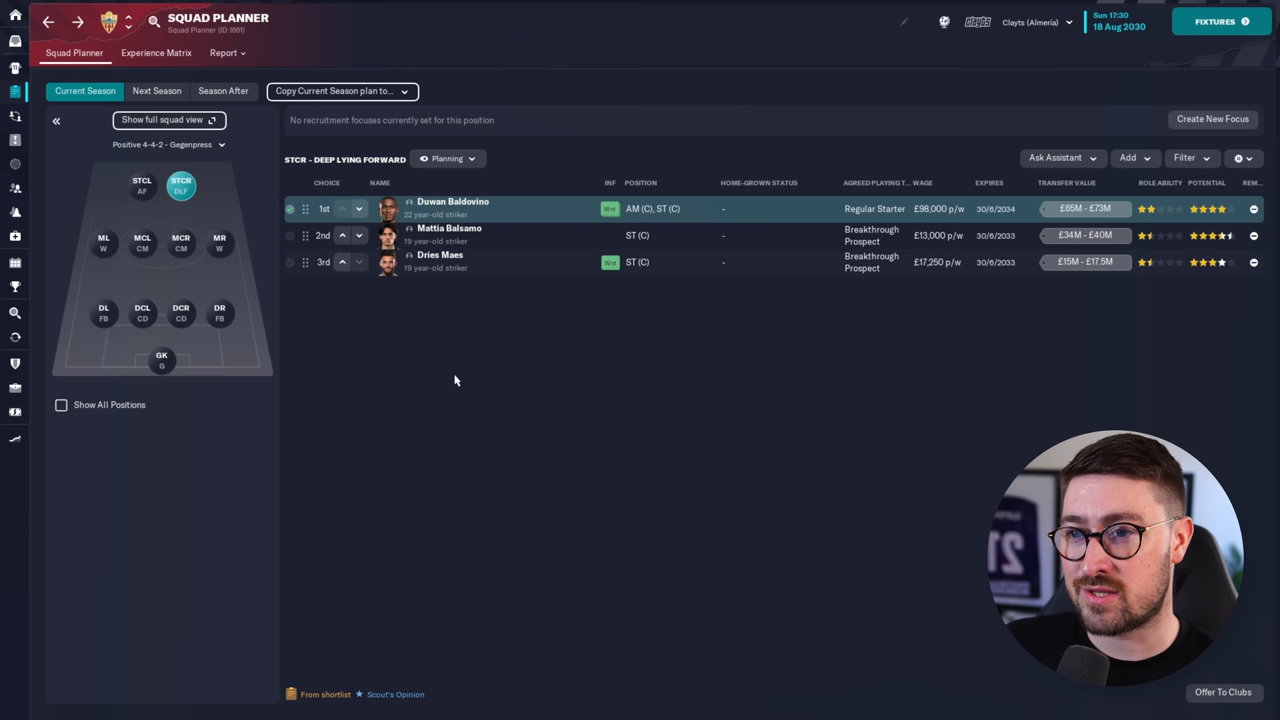 SQUAD PLANNER
Squad Planner (ID:1661)
CLAYTS
Clayts (Almeria)
Sun 17:30
18 Aug 2030
FIXTURES
Squad Planner
Experience Matrix
Report
Current Season
Next Season
Season After
Copy Current Season plan to...
Show full squad view
No recruitment focuses currently set for this position
Create New Focus
Positive 4-4-2 - Gegenpress
STCR - DEEP LYING FORWARD
Planning
Ask Assistant
Add
Filter
CHOICE NAME INF POSITION HOME-GROWN STATUS AGREED PLAYING T... WAGE EXPIRES TRANSFER VALUE ROLE ABILITY POTENTIAL REM...
1st Duwan Baldovino Wnt AM (C), ST (C) - Regular Starter £98,000 p/w 30/6/2034 £65M - £73M
22 year-old striker
2nd Mattia Balsamo ST (C) - Breakthrough Prospect £13,000 p/w 30/6/2033 £34M - £40M
19 year-old striker
3rd Dries Maes Wnt ST (C) - Breakthrough Prospect £17,250 p/w 30/6/2033 £15M - £17.5M
19 year-old striker
STCL STCR
AF DLF
ML MCL MCR MR
W CM CM W
DL DCL DCR DR
FB CD CD FB
GK
G
Show All Positions
From shortlist
Scout's Opinion
Offer To Clubs